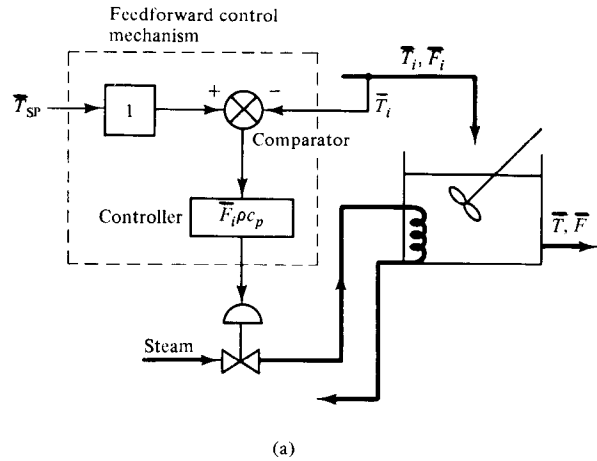 Feedforward control
mechanism
T̅_SP
1
+
−
T̅_i, F̅_i
T̅_i
Comparator
Controller
F̅_iρc_p
T̅, F̅
Steam
(a)